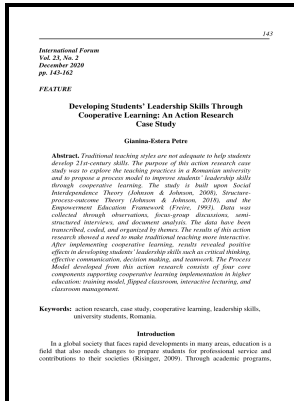 143
International Forum
Vol. 23, No. 2
December 2020
pp. 143-162
FEATURE
Developing Students' Leadership Skills Through
Cooperative Learning: An Action Research
Case Study
Gianina-Estera Petre
Abstract. Traditional teaching styles are not adequate to help students
develop 21st-century skills. The purpose of this action research case
study was to explore the teaching practices in a Romanian university
and to propose a process model to improve students' leadership skills
through cooperative learning. The study is built upon Social
Interdependence Theory (Johnson & Johnson, 2008), Structure-
process-outcome Theory (Johnson & Johnson, 2018), and the
Empowerment Education Framework (Freire, 1993). Data was
collected through observations, focus-group discussions, semi-
structured interviews, and document analysis. The data have been
transcribed, coded, and organized by themes. The results of this action
research showed a need to make traditional teaching more interactive.
After implementing cooperative learning, results revealed positive
effects in developing students' leadership skills such as critical thinking,
effective communication, decision making, and teamwork. The Process
Model developed from this action research consists of four core
components supporting cooperative learning implementation in higher
education: training model, flipped classroom, interactive lecturing, and
classroom management.
Keywords: action research, case study, cooperative learning, leadership skills,
university students, Romania.
Introduction
In a global society that faces rapid developments in many areas, education is a
field that also needs changes to prepare students for professional service and
contributions to their societies (Risinger, 2009). Through academic programs,